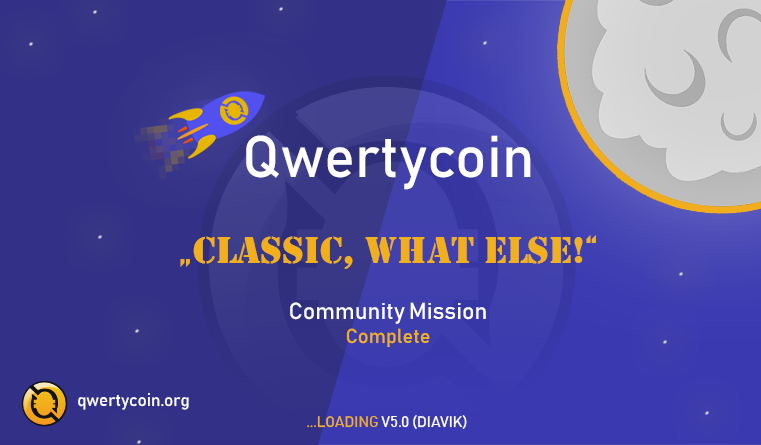 Qwertycoin
„CLASSIC, WHAT ELSE!“
Community Mission
Complete
qwertycoin.org
...LOADING V5.0 (DIAVIK)